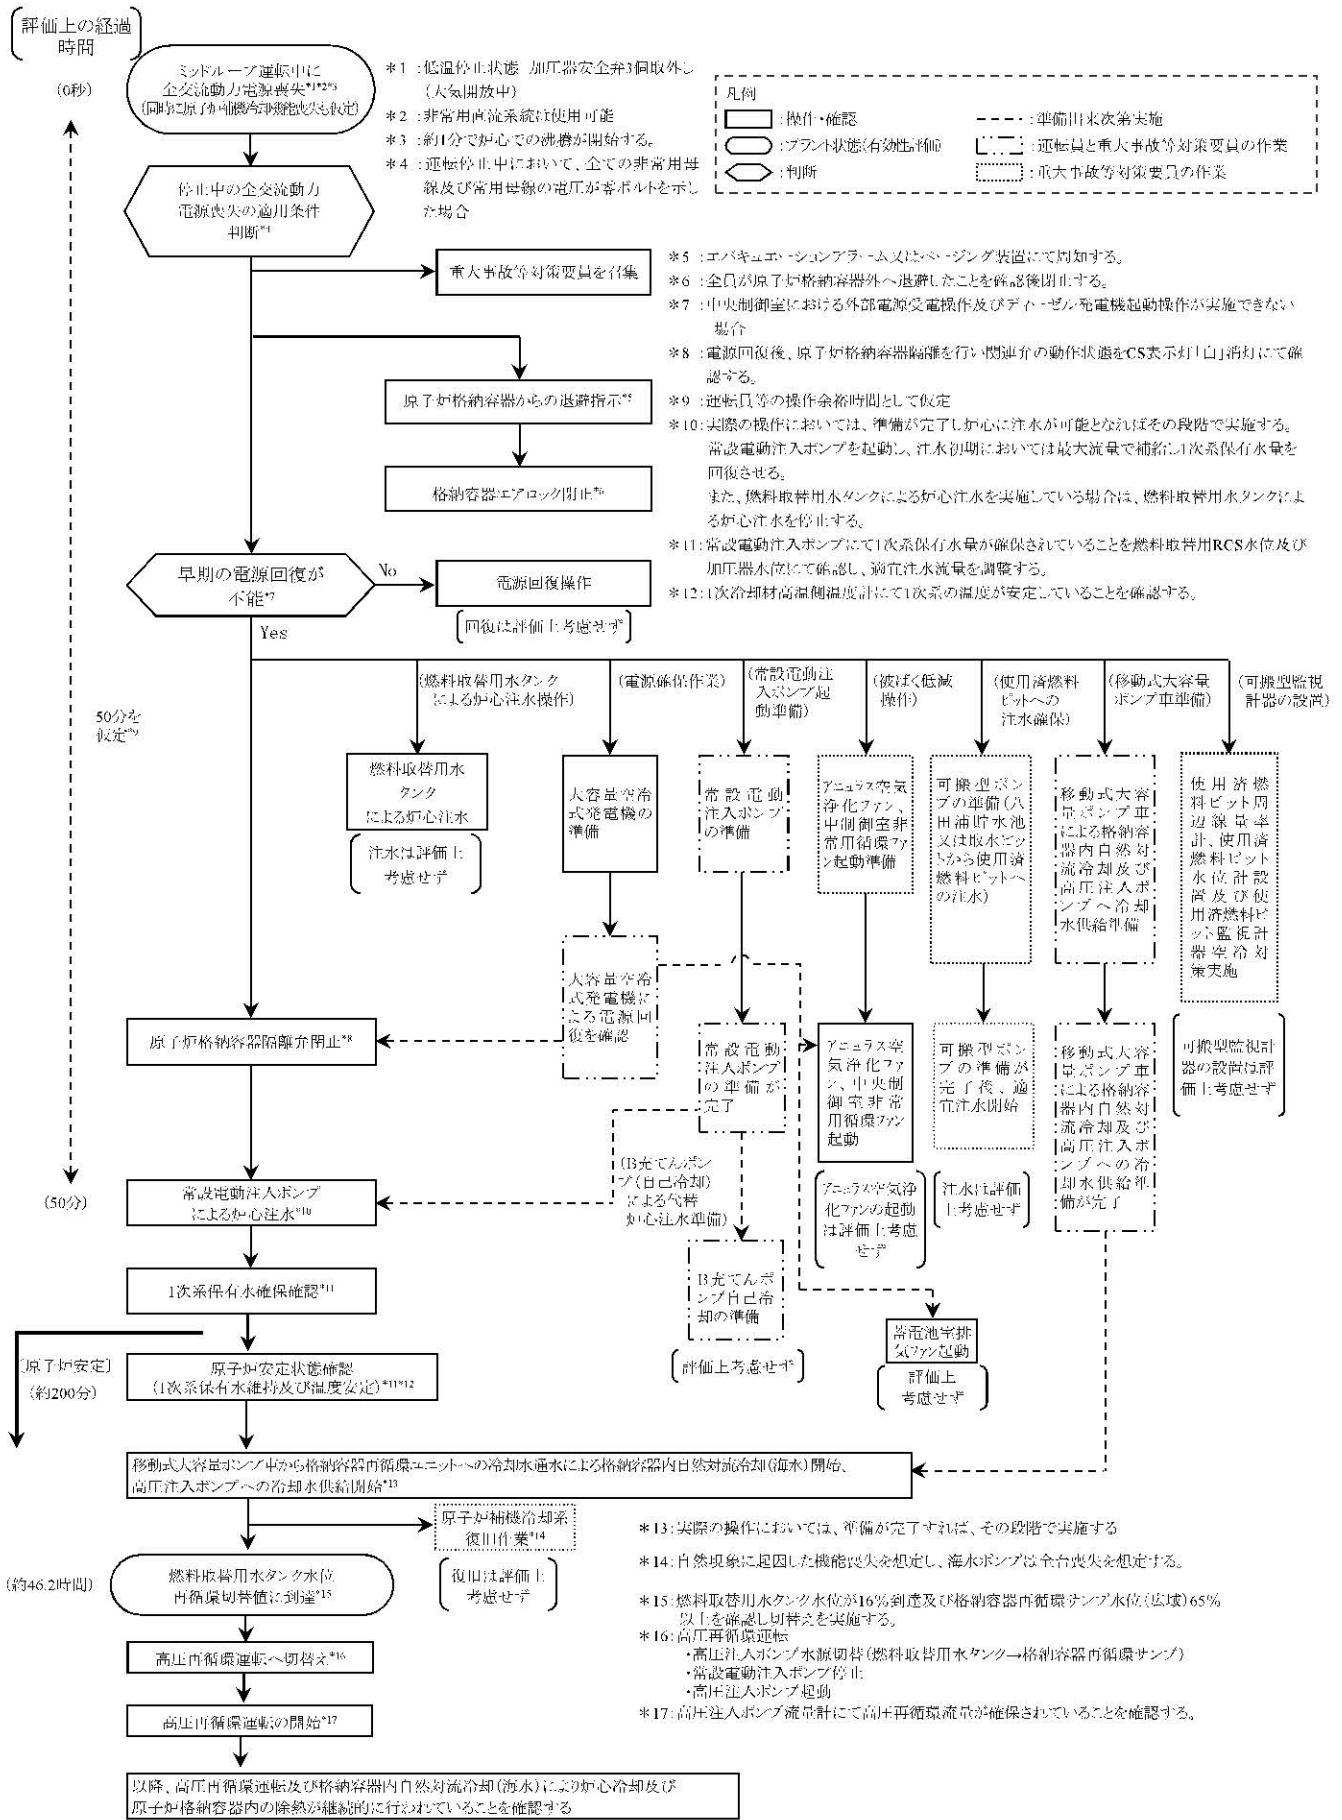 評価上の経過
時間
(0秒)
ミッドループ運転中に
全交流動力電源喪失*1*2*3
(同時に原子炉補機冷却機能喪失も仮定)
*1 :低温停止状態 加圧器安全弁3個取外し
(大気開放中)
*2 :非常用直流系統は使用可能
*3 :約1分で炉心での沸騰が開始する。
*4 :運転停止中において、全ての非常用母
線及び常用母線の電圧が零ボルトを示し
た場合
凡例
:操作・確認
:準備出来次第実施
:プラント状態(有効性評価)
:運転員と重大事故等対策要員の作業
:判断
:重大事故等対策要員の作業
停止中の全交流動力
電源喪失の適用条件
判断*4
重大事故等対策要員を召集
*5 :エバキュエーションアラーム又はページング装置にて周知する。
*6 :全員が原子炉格納容器外へ退避したことを確認後閉止する。
*7 :中央制御室における外部電源受電操作及びディーゼル発電機起動操作が実施できない
場合
*8 :電源回復後、原子炉格納容器隔離を行い関連弁の動作状態をCS表示灯「白」消灯にて確
認する。
*9 :運転員等の操作余裕時間として仮定
*10:実際の操作においては、準備が完了し炉心に注水が可能となればその段階で実施する。
常設電動注入ポンプを起動し、注水初期においては最大流量で補給し1次系保有水量を
回復させる。
また、燃料取替用水タンクによる炉心注水を実施している場合は、燃料取替用水タンクによ
る炉心注水を停止する。
*11:常設電動注入ポンプにて1次系保有水量が確保されていることを燃料取替用RCS水位及び
加圧器水位にて確認し、適宜注水流量を調整する。
*12:1次冷却材高温側温度計にて1次系の温度が安定していることを確認する。
原子炉格納容器からの退避指示*5
格納容器エアロック閉止*6
早期の電源回復が
不能*7
No
電源回復操作
回復は評価上考慮せず
Yes
50分を
仮定*9
(燃料取替用水タンク
による炉心注水操作)
(電源確保作業)
(常設電動注
入ポンプ起
動準備)
(被ばく低減
操作)
(使用済燃料
ピットへの
注水確保)
(移動式大容量
ポンプ車準備)
(可搬型監視
計器の設置)
燃料取替用水
タンク
による炉心注水
注水は評価上
考慮せず
大容量空冷
式発電機の
準備
常設電動
注入ポンプ
の準備
アニュラス空気
浄化ファン、
中制御室非
常用循環ファ
ン起動準備
可搬型ポン
プの準備(八
田浦貯水池
又は取水ピッ
トから使用済
燃料ピットへ
の注水)
移動式大容
量ポンプ車
による格納容
器内自然対
流冷却及び
高圧注入ポ
ンプへ冷却
水供給準備
使用済燃
料ピット周
辺線量率
計、使用済
燃料ピット
水位計設
置及び使
用済燃料ピ
ット監視計
器空冷対
策実施
可搬型監視計
器の設置は評
価上考慮せず
大容量空冷
式発電機に
よる電源回
復を確認
原子炉格納容器隔離弁閉止*8
常設電動
注入ポンプ
の準備が
完了
アニュラス空
気浄化ファ
ン、中央制
御室非常
用循環ファン
起動
アニュラス空気浄
化ファンの起動
は評価上考慮
せず
可搬型ポン
プの準備が
完了後、適
宜注水開始
注水は評価
上考慮せず
移動式大容
量ポンプ車
による格納容
器内自然対
流冷却及び
高圧注入ポ
ンプへの冷
却水供給準
備が完了
(50分)
常設電動注入ポンプ
による炉心注水*10
(B充てんポン
プ(自己冷却)
による代替
炉心注水準備)
B充てんポ
ンプ自己冷
却の準備
評価上考慮せず
蓄電池室排
気ファン起動
評価上
考慮せず
1次系保有水確保確認*11
〔原子炉安定〕
(約200分)
原子炉安定状態確認
(1次系保有水維持及び温度安定)*11*12
移動式大容量ポンプ車から格納容器再循環ユニットへの冷却水通水による格納容器内自然対流冷却(海水)開始、
高圧注入ポンプへの冷却水供給開始*13
原子炉補機冷却系
復旧作業*14
復旧は評価上
考慮せず
*13:実際の操作においては、準備が完了すれば、その段階で実施する
*14:自然現象に起因した機能喪失を想定し、海水ポンプは全台喪失を想定する。
(約46.2時間)
燃料取替用水タンク水位
再循環切替値に到達*15
*15:燃料取替用水タンク水位が16%到達及び格納容器再循環サンプ水位(広域)65%
以上を確認し切替えを実施する。
*16:高圧再循環運転
・高圧注入ポンプ水源切替(燃料取替用水タンク→格納容器再循環サンプ)
・常設電動注入ポンプ停止
・高圧注入ポンプ起動
*17:高圧注入ポンプ流量計にて高圧再循環流量が確保されていることを確認する。
高圧再循環運転へ切替え*16
高圧再循環運転の開始*17
以降、高圧再循環運転及び格納容器内自然対流冷却(海水)により炉心冷却及び
原子炉格納容器内の除熱が継続的に行われていることを確認する